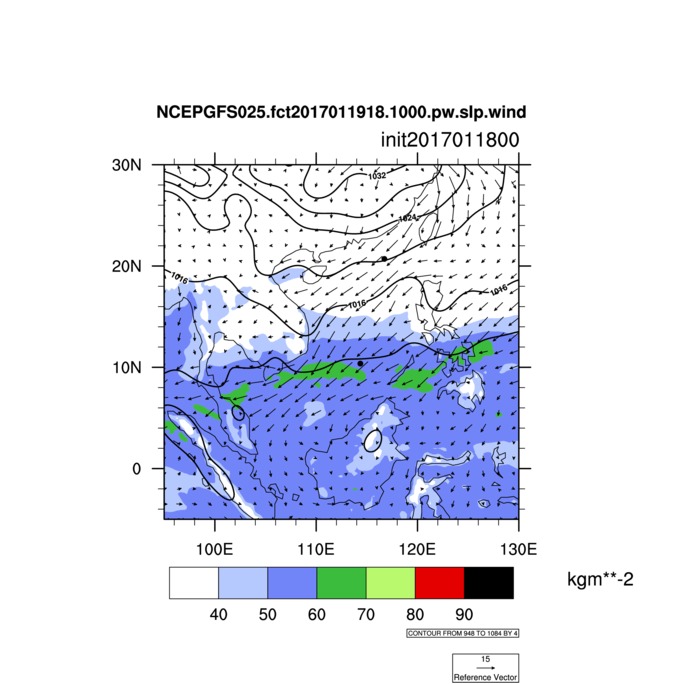 NCEPGFS025.fct2017011918.1000.pw.slp.wind
init2017011800
30N
1032
1024
20N
1016
1016
1016
10N
0
100E 110E 120E 130E
kgm**-2
40 50 60 70 80 90
CONTOUR FROM 948 TO 1084 BY 4
15
Reference Vector